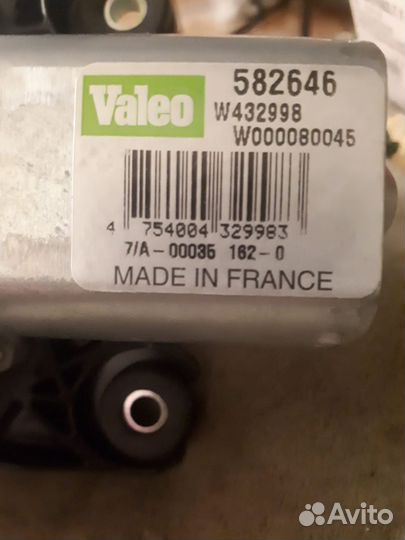 Valeo
582646
W432998
W000080045
4 754004 329983
7/A-00035 162-0
MADE IN FRANCE
Avito